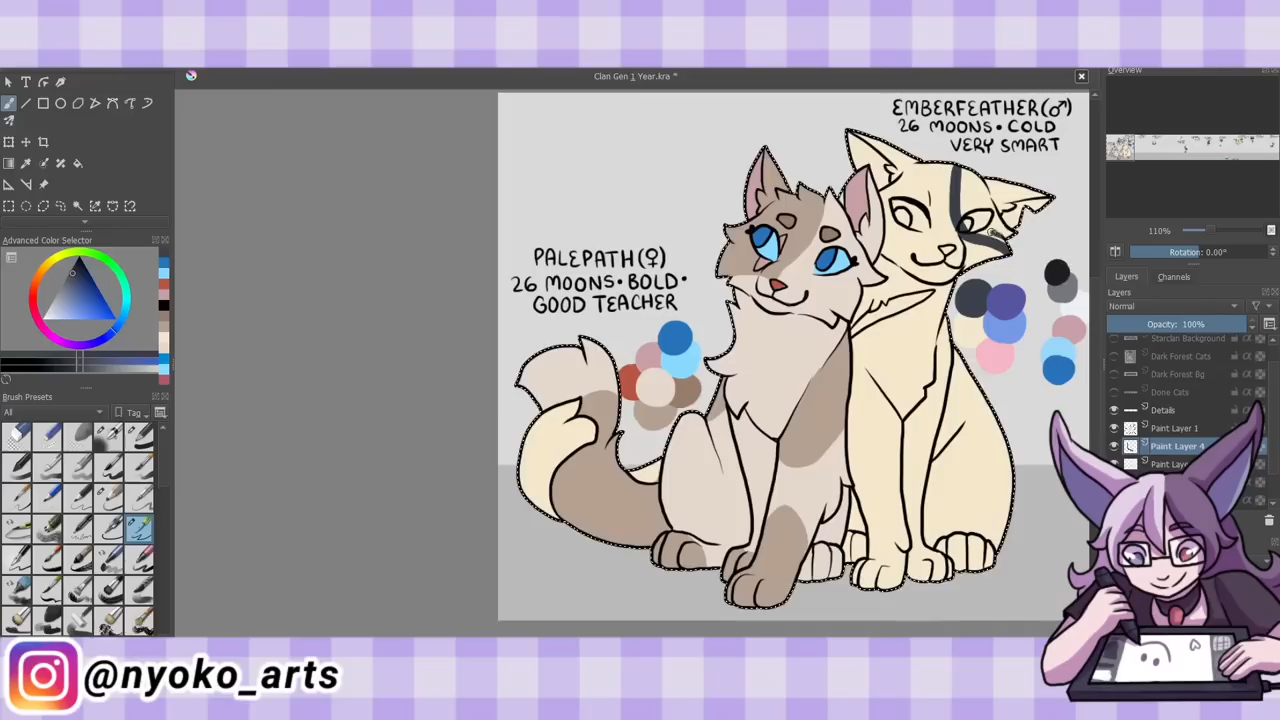 Clan Gen 1 Year.kra *
Overview
110%
Rotation: 0.00°
Layers
Channels
Layers
Normal
Opacity: 100%
Starclan Background
Dark Forest Cats
Dark Forest Bg
Done Cats
Details
Paint Layer 1
Paint Layer 4
Paint Laye
Advanced Color Selector
Brush Presets
All
Tag
EMBERFEATHER(♂)
26 MOONS • COLD
VERY SMART
PALEPATH(♀)
26 MOONS • BOLD •
GOOD TEACHER
@nyoko_arts